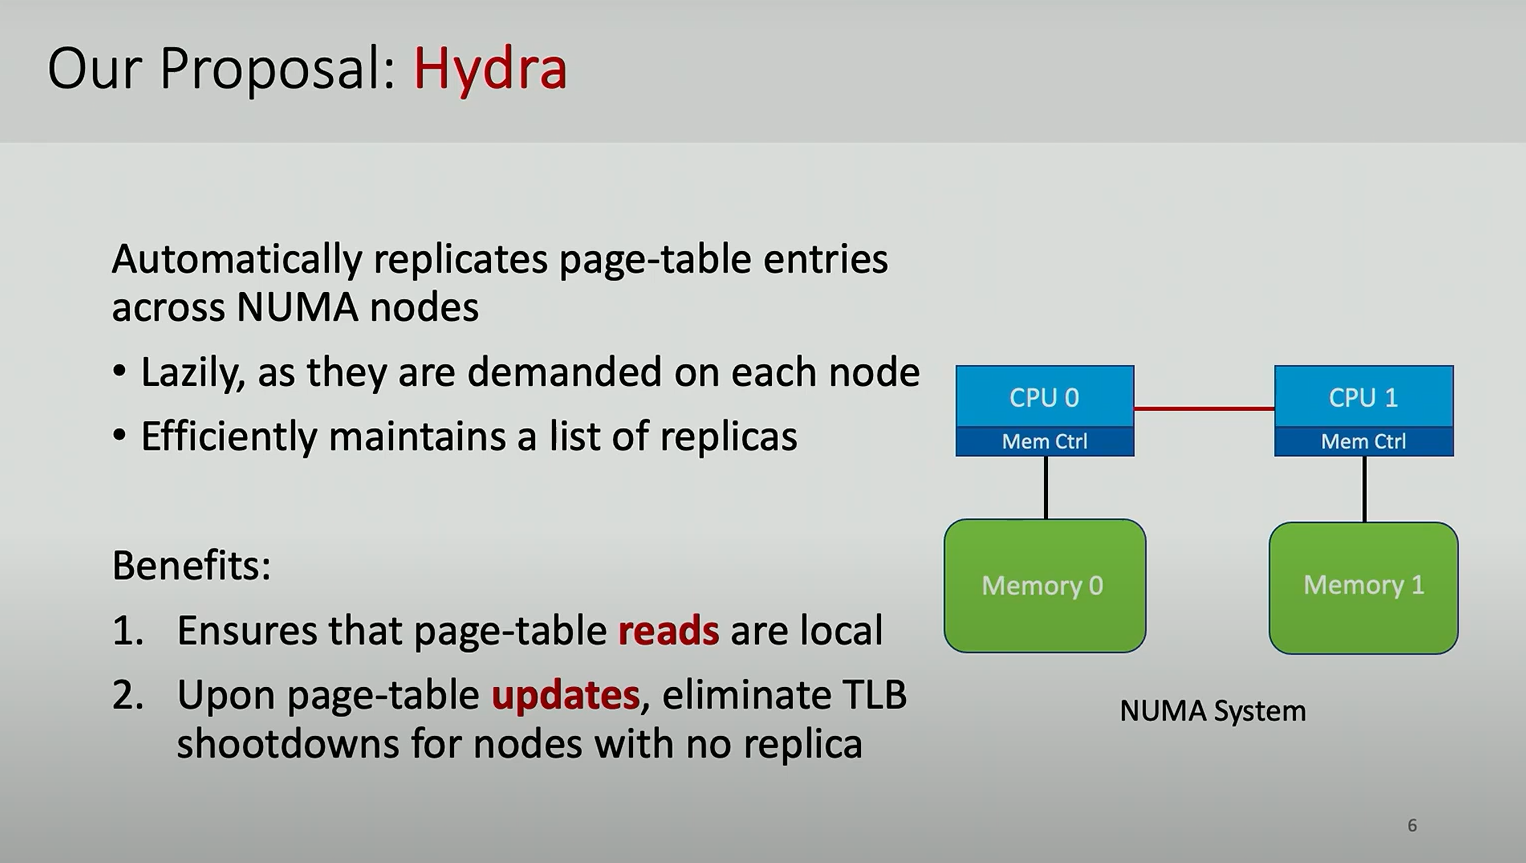 Our Proposal: Hydra
Automatically replicates page-table entries
across NUMA nodes
• Lazily, as they are demanded on each node
• Efficiently maintains a list of replicas
Benefits:
1. Ensures that page-table reads are local
2. Upon page-table updates, eliminate TLB
shootdowns for nodes with no replica
CPU 0
Mem Ctrl
CPU 1
Mem Ctrl
Memory 0
Memory 1
NUMA System
6